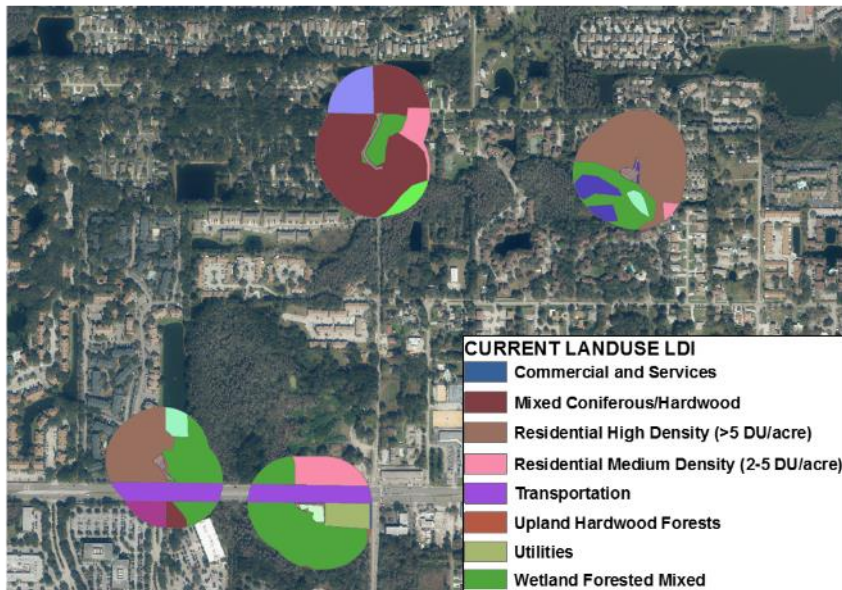 CURRENT LANDUSE LDI
Commercial and Services
Mixed Coniferous/Hardwood
Residential High Density (>5 DU/acre)
Residential Medium Density (2-5 DU/acre)
Transportation
Upland Hardwood Forests
Utilities
Wetland Forested Mixed